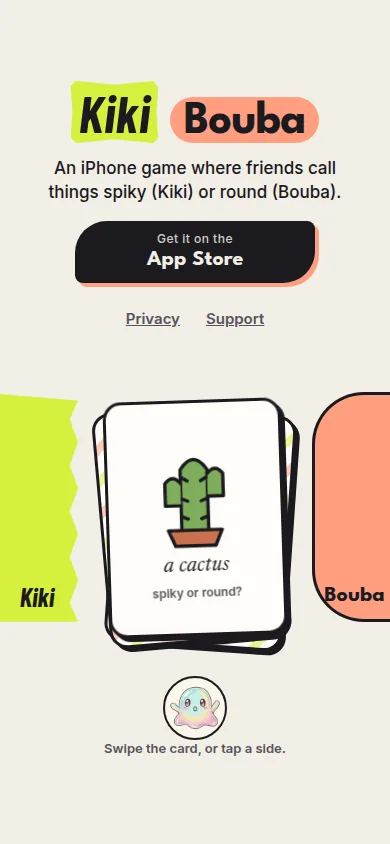 Kiki Bouba
An iPhone game where friends call
things spiky (Kiki) or round (Bouba).
Get it on the
App Store
Privacy Support
a cactus
spiky or round?
Kiki
Bouba
Swipe the card, or tap a side.